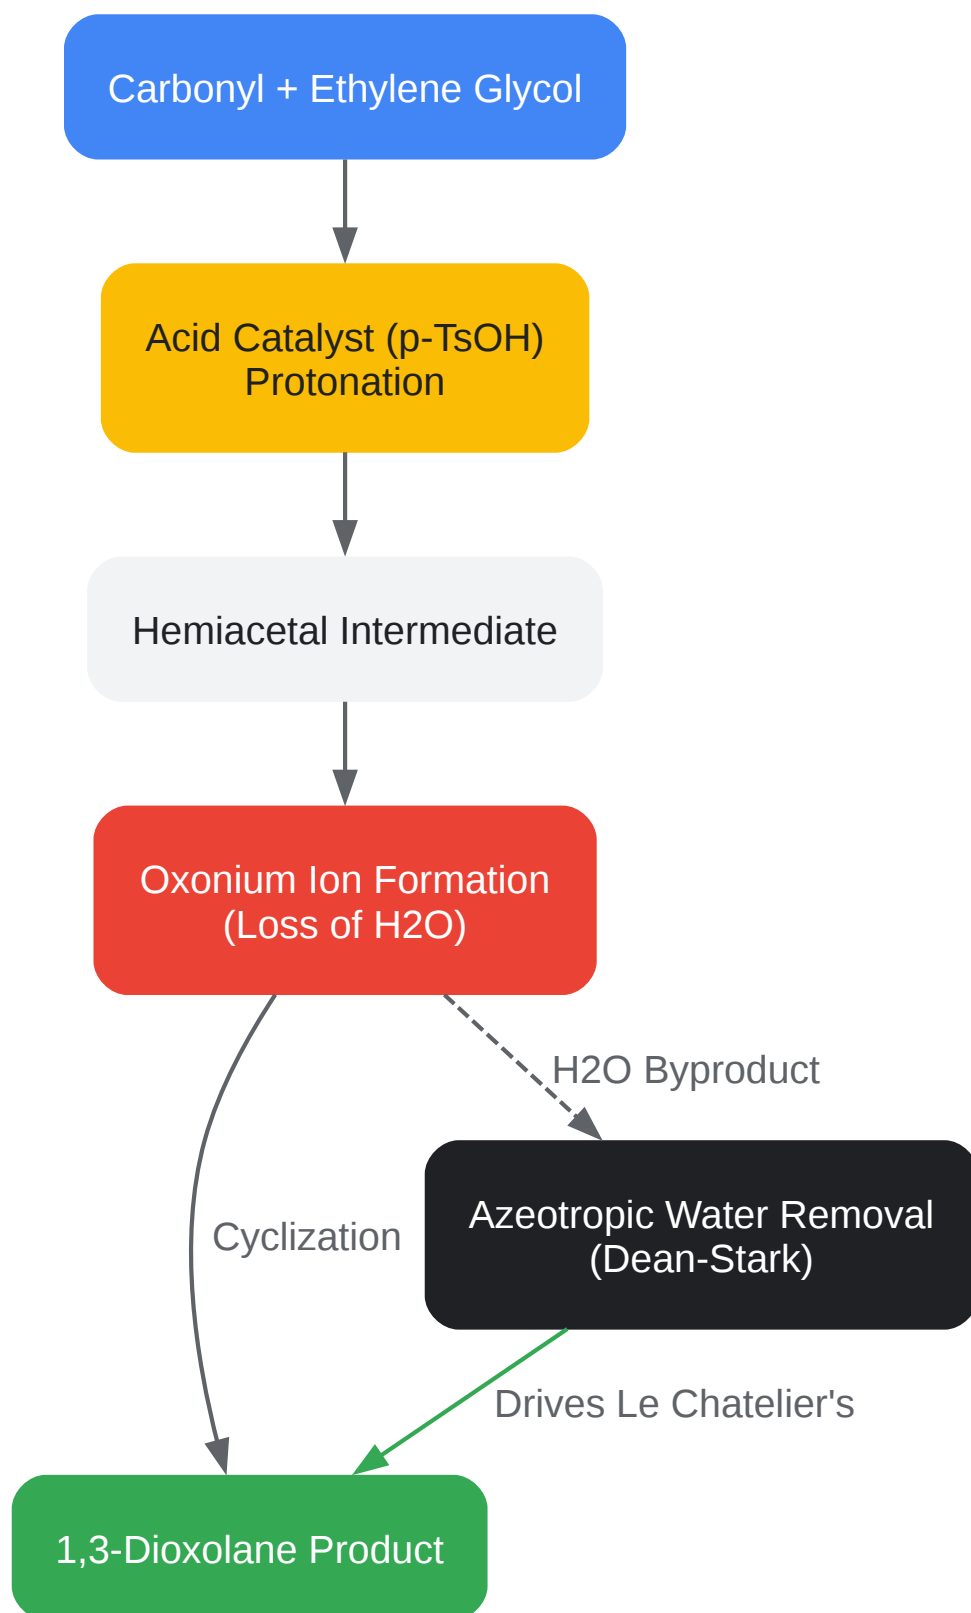 Carbonyl + Ethylene Glycol
Acid Catalyst (p-TsOH)
Protonation
Hemiacetal Intermediate
Oxonium Ion Formation
(Loss of H2O)
H2O Byproduct
Azeotropic Water Removal
(Dean-Stark)
Cyclization
Drives Le Chatelier's
1,3-Dioxolane Product